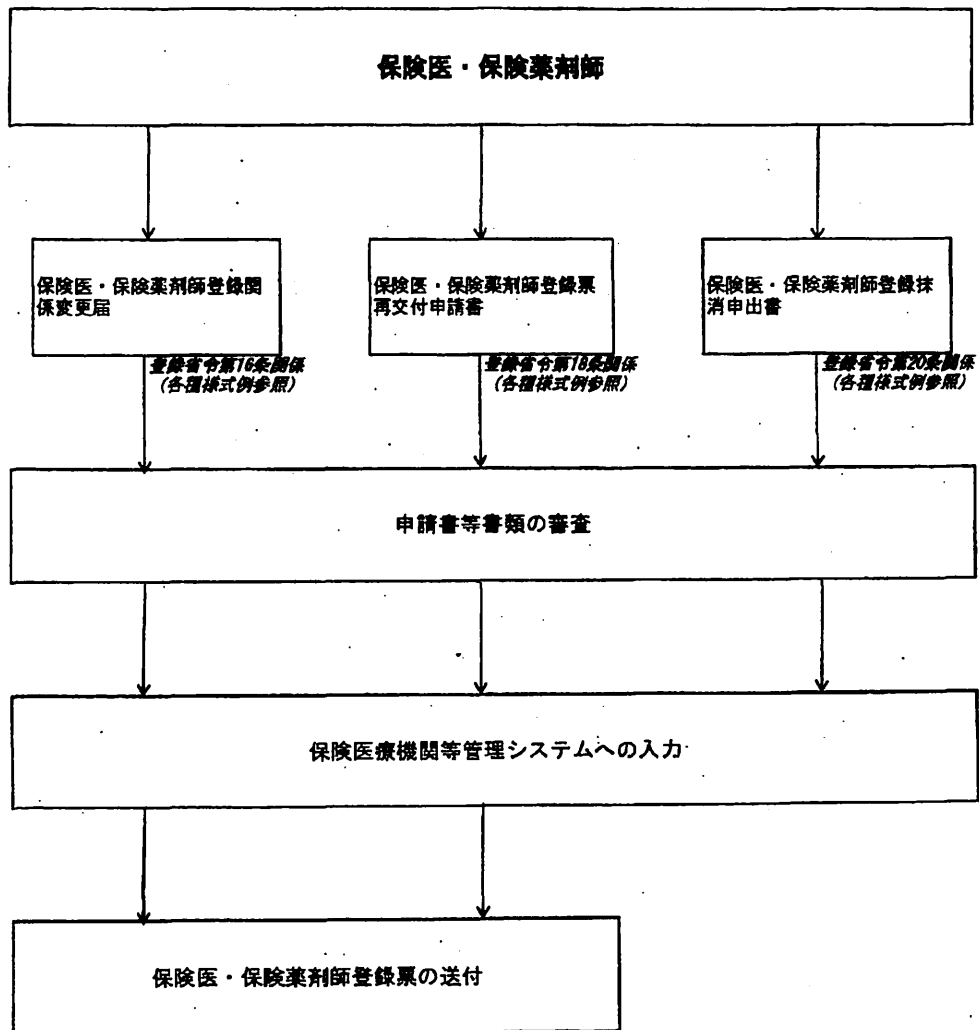 保険医・保険薬剤師
保険医・保険薬剤師登録関
係変更届
保険医・保険薬剤師登録票
再交付申請書
保険医・保険薬剤師登録抹
消申出書
登録省令第16条関係
(各種様式例参照)
登録省令第18条関係
(各種様式例参照)
登録省令第20条関係
(各種様式例参照)
申請書等書類の審査
保険医療機関等管理システムへの入力
保険医・保険薬剤師登録票の送付